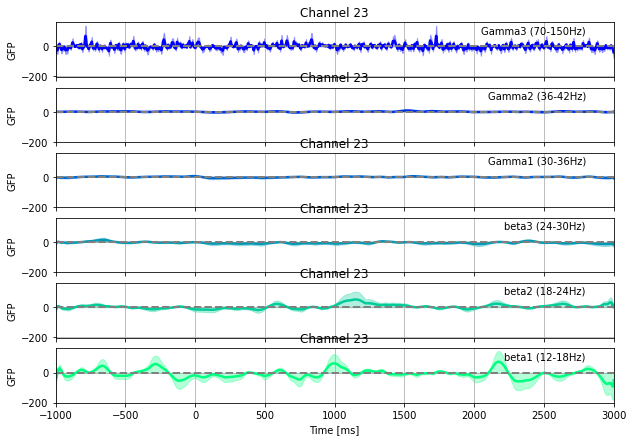 Channel 23
Gamma3 (70-150Hz)
GFP
0
−200
Channel 23
Gamma2 (36-42Hz)
GFP
0
−200
Channel 23
Gamma1 (30-36Hz)
GFP
0
−200
Channel 23
beta3 (24-30Hz)
GFP
0
−200
Channel 23
beta2 (18-24Hz)
GFP
0
−200
Channel 23
beta1 (12-18Hz)
GFP
0
−200
−1000 −500 0 500 1000 1500 2000 2500 3000
Time [ms]